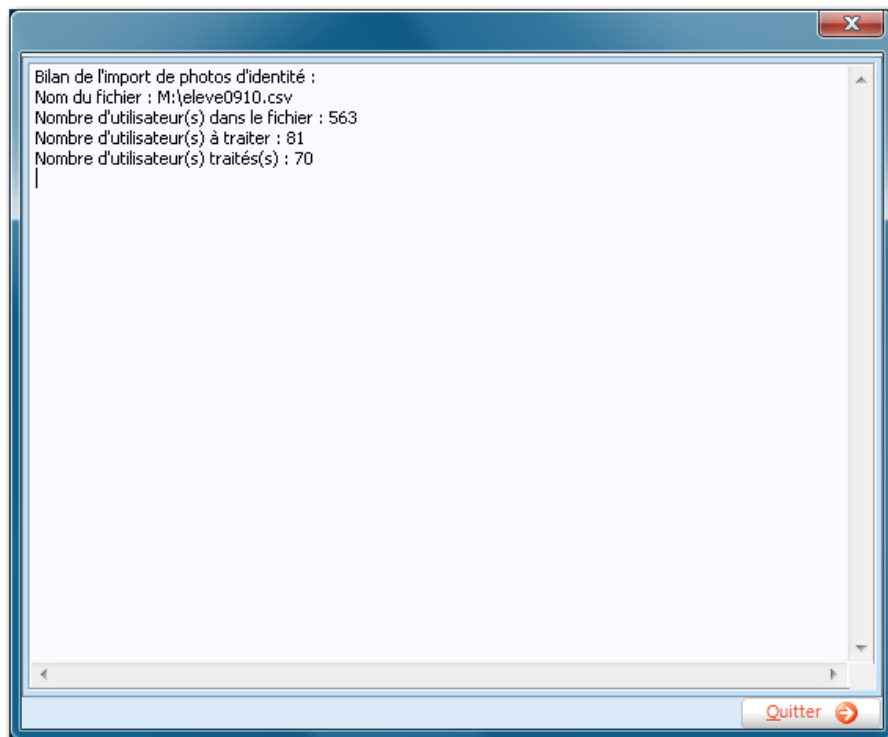 Bilan de l'import de photos d'identité :
Nom du fichier : M:\eleve0910.csv
Nombre d'utilisateur(s) dans le fichier : 563
Nombre d'utilisateur(s) à traiter : 81
Nombre d'utilisateur(s) traités(s) : 70
Quitter